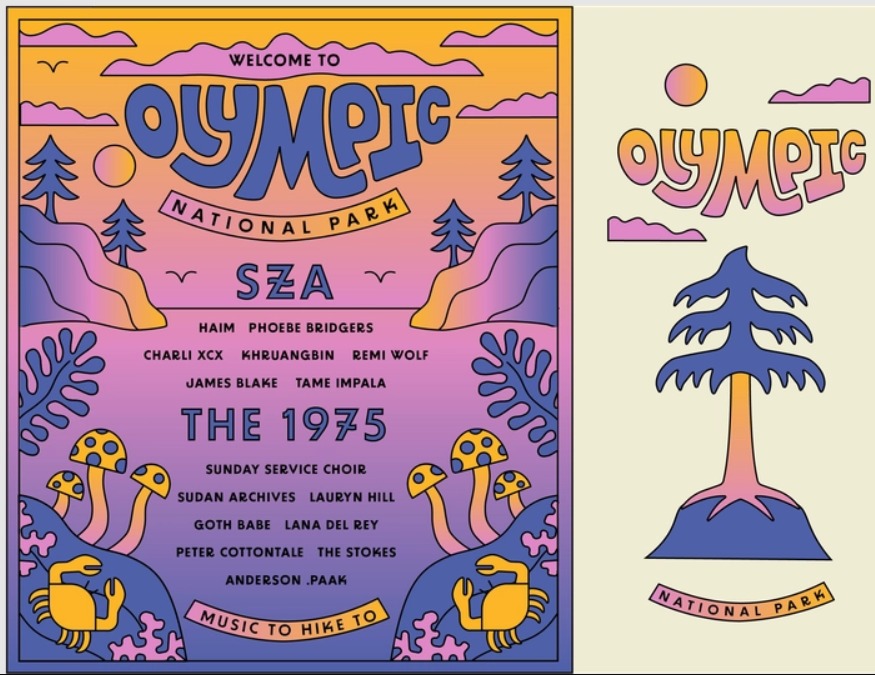 WELCOME TO
OLYMPIC
NATIONAL PARK
SZA
HAIM PHOEBE BRIDGERS
CHARLI XCX KHRUANGBIN REMI WOLF
JAMES BLAKE TAME IMPALA
THE 1975
SUNDAY SERVICE CHOIR
SUDAN ARCHIVES LAURYN HILL
GOTH BABE LANA DEL REY
PETER COTTONTALE THE STOKES
ANDERSON .PAAK
MUSIC TO HIKE TO
OLYMPIC
NATIONAL PARK